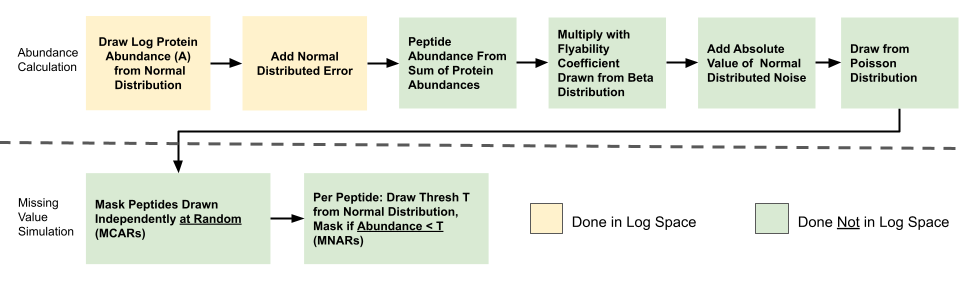 Abundance
Calculation
Draw Log Protein
Abundance (A)
from Normal
Distribution
Add Normal
Distributed Error
Peptide
Abundance From
Sum of Protein
Abundances
Multiply with
Flyability
Coefficient
Drawn from Beta
Distribution
Add Absolute
Value of Normal
Distributed Noise
Draw from
Poisson
Distribution
Missing
Value
Simulation
Mask Peptides Drawn
Independently at Random
(MCARs)
Per Peptide: Draw Thresh T
from Normal Distribution,
Mask if Abundance < T
(MNARs)
Done in Log Space
Done Not in Log Space